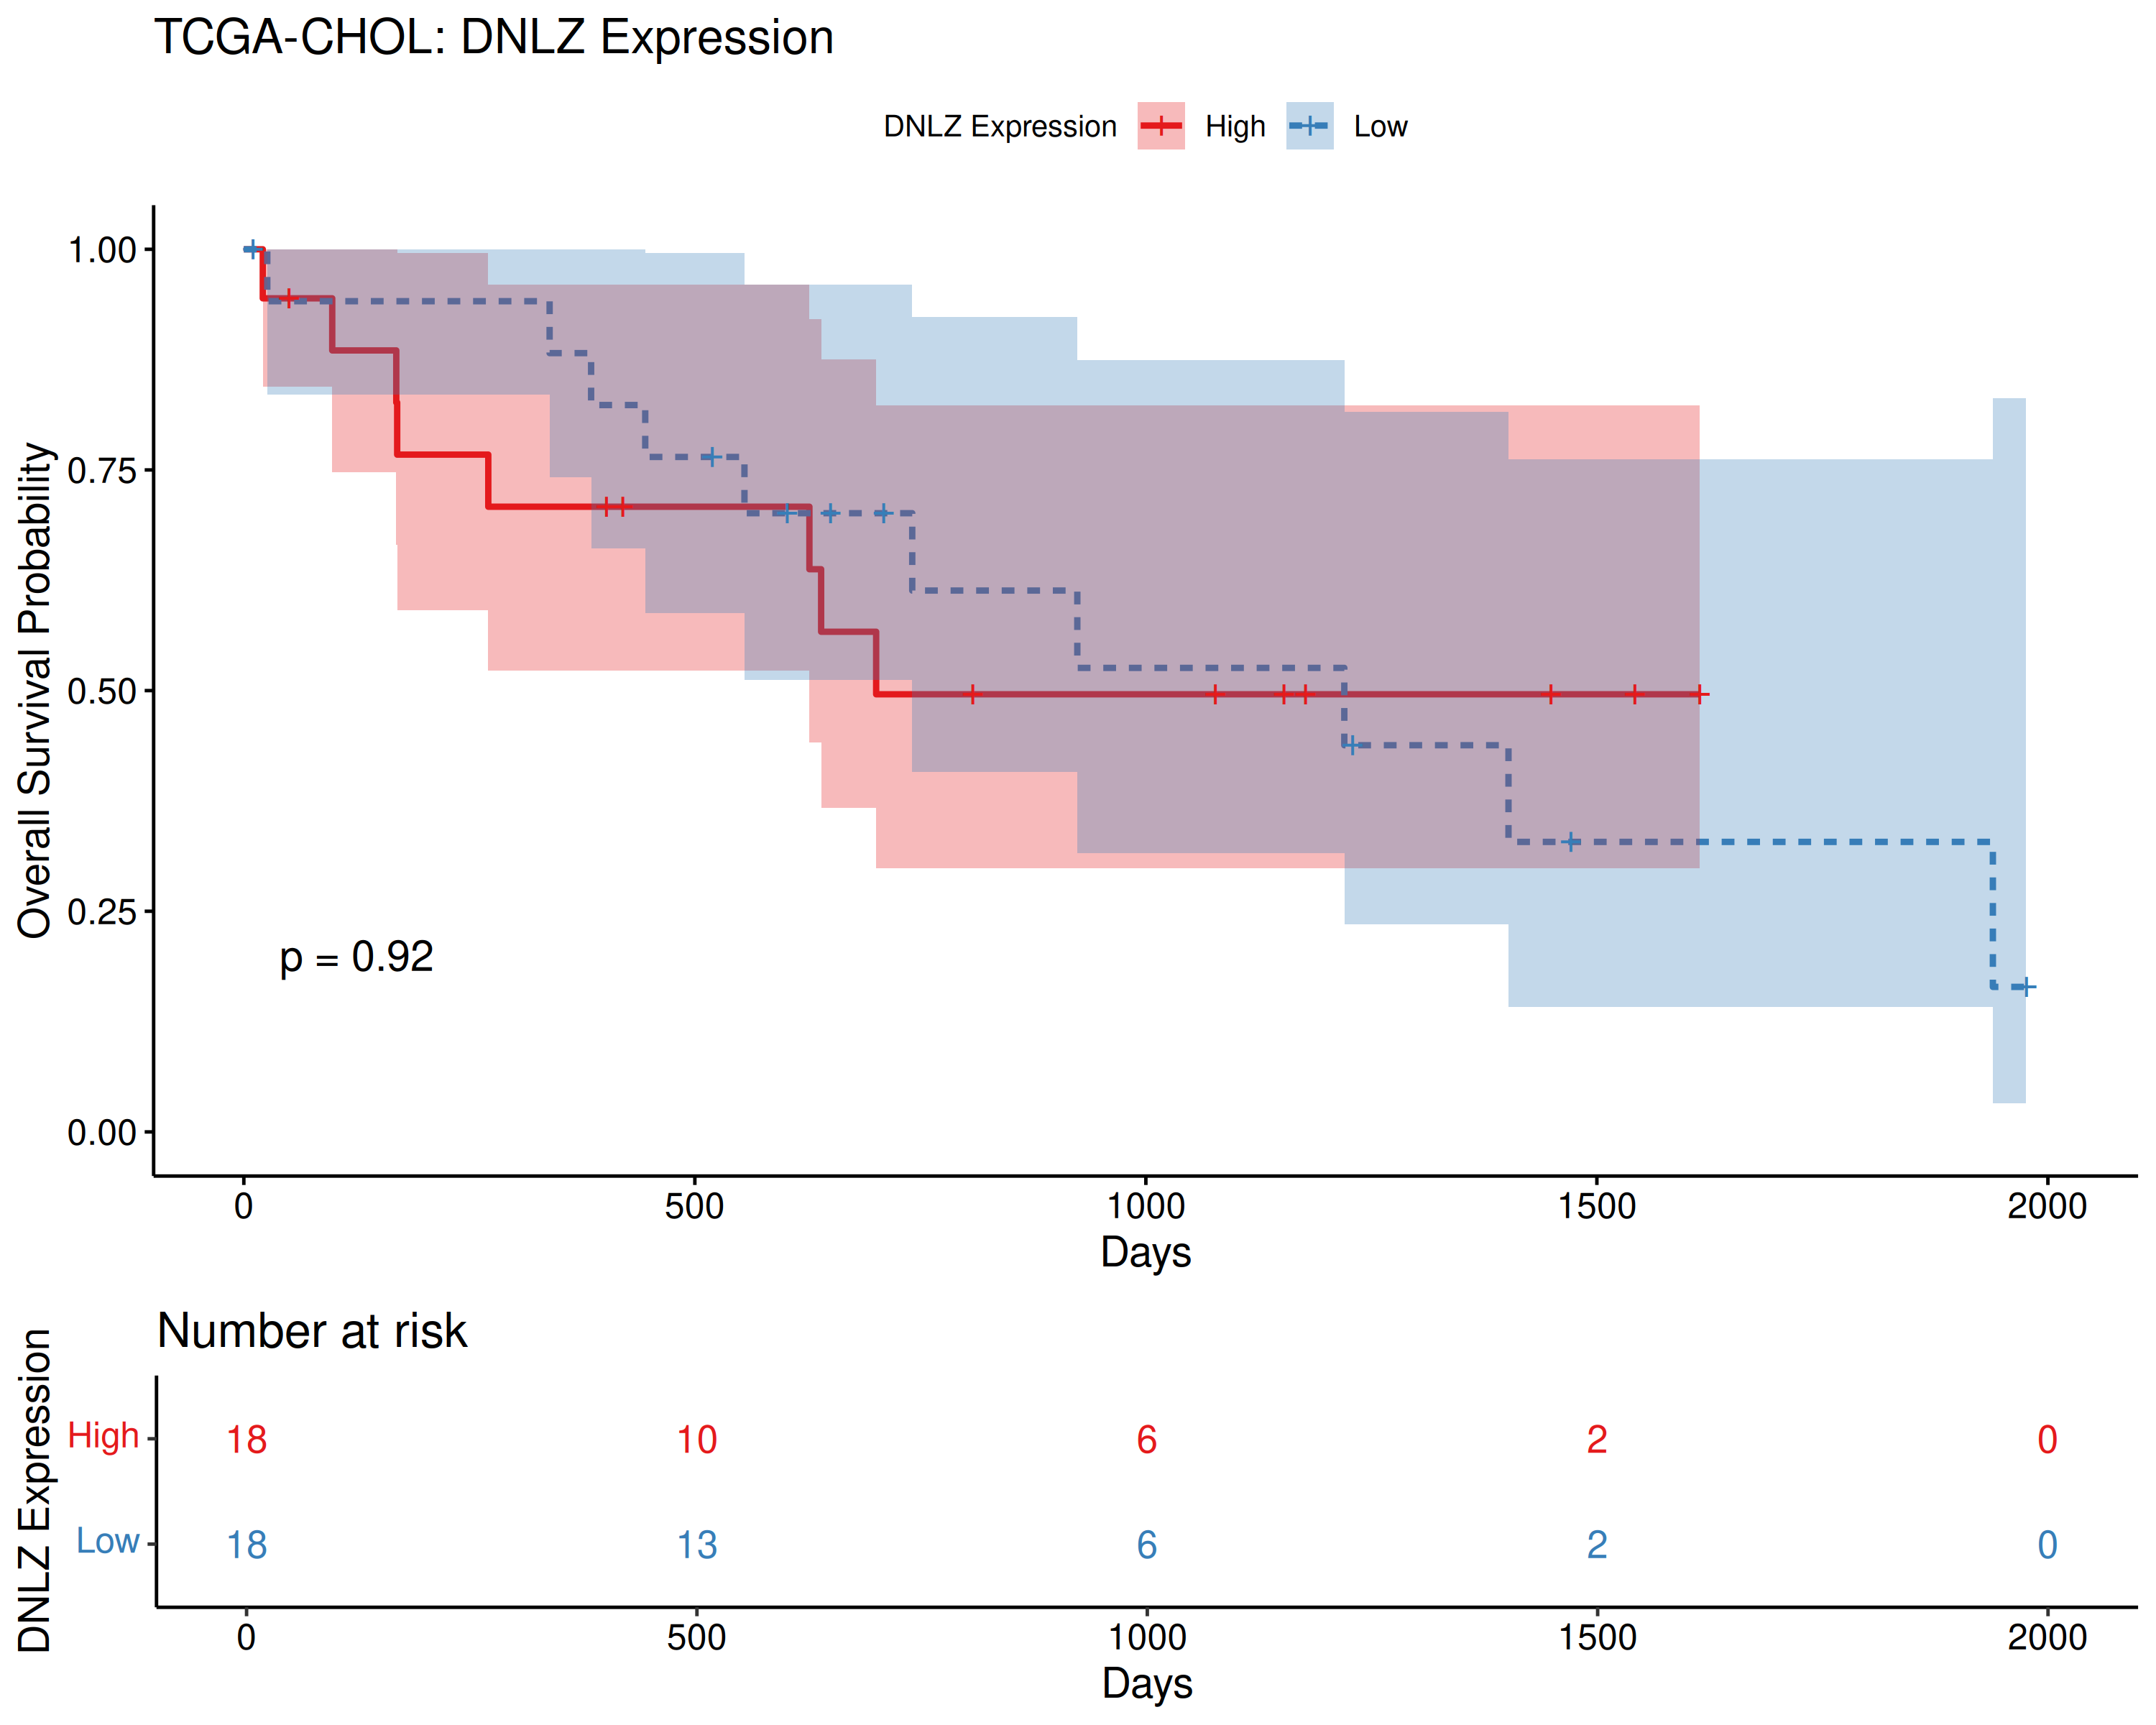 TCGA-CHOL: DNLZ Expression
DNLZ Expression High Low
Overall Survival Probability
1.00
0.75
0.50
0.25
0.00
p = 0.92
0 500 1000 1500 2000
Days
Number at risk
DNLZ Expression
High 18 10 6 2 0
Low 18 13 6 2 0
0 500 1000 1500 2000
Days